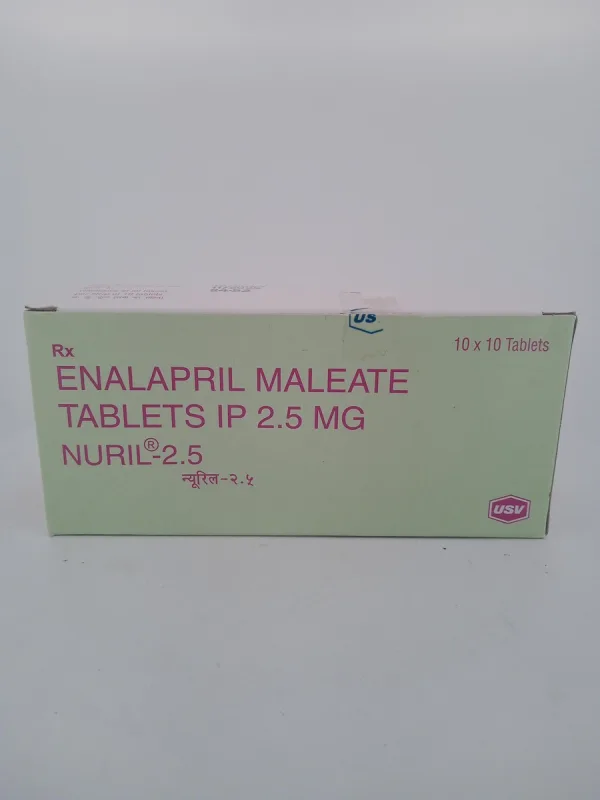 US
Rx
10 x 10 Tablets
ENALAPRIL MALEATE
TABLETS IP 2.5 MG
NURIL®-2.5
न्यूरिल-२.५
USV